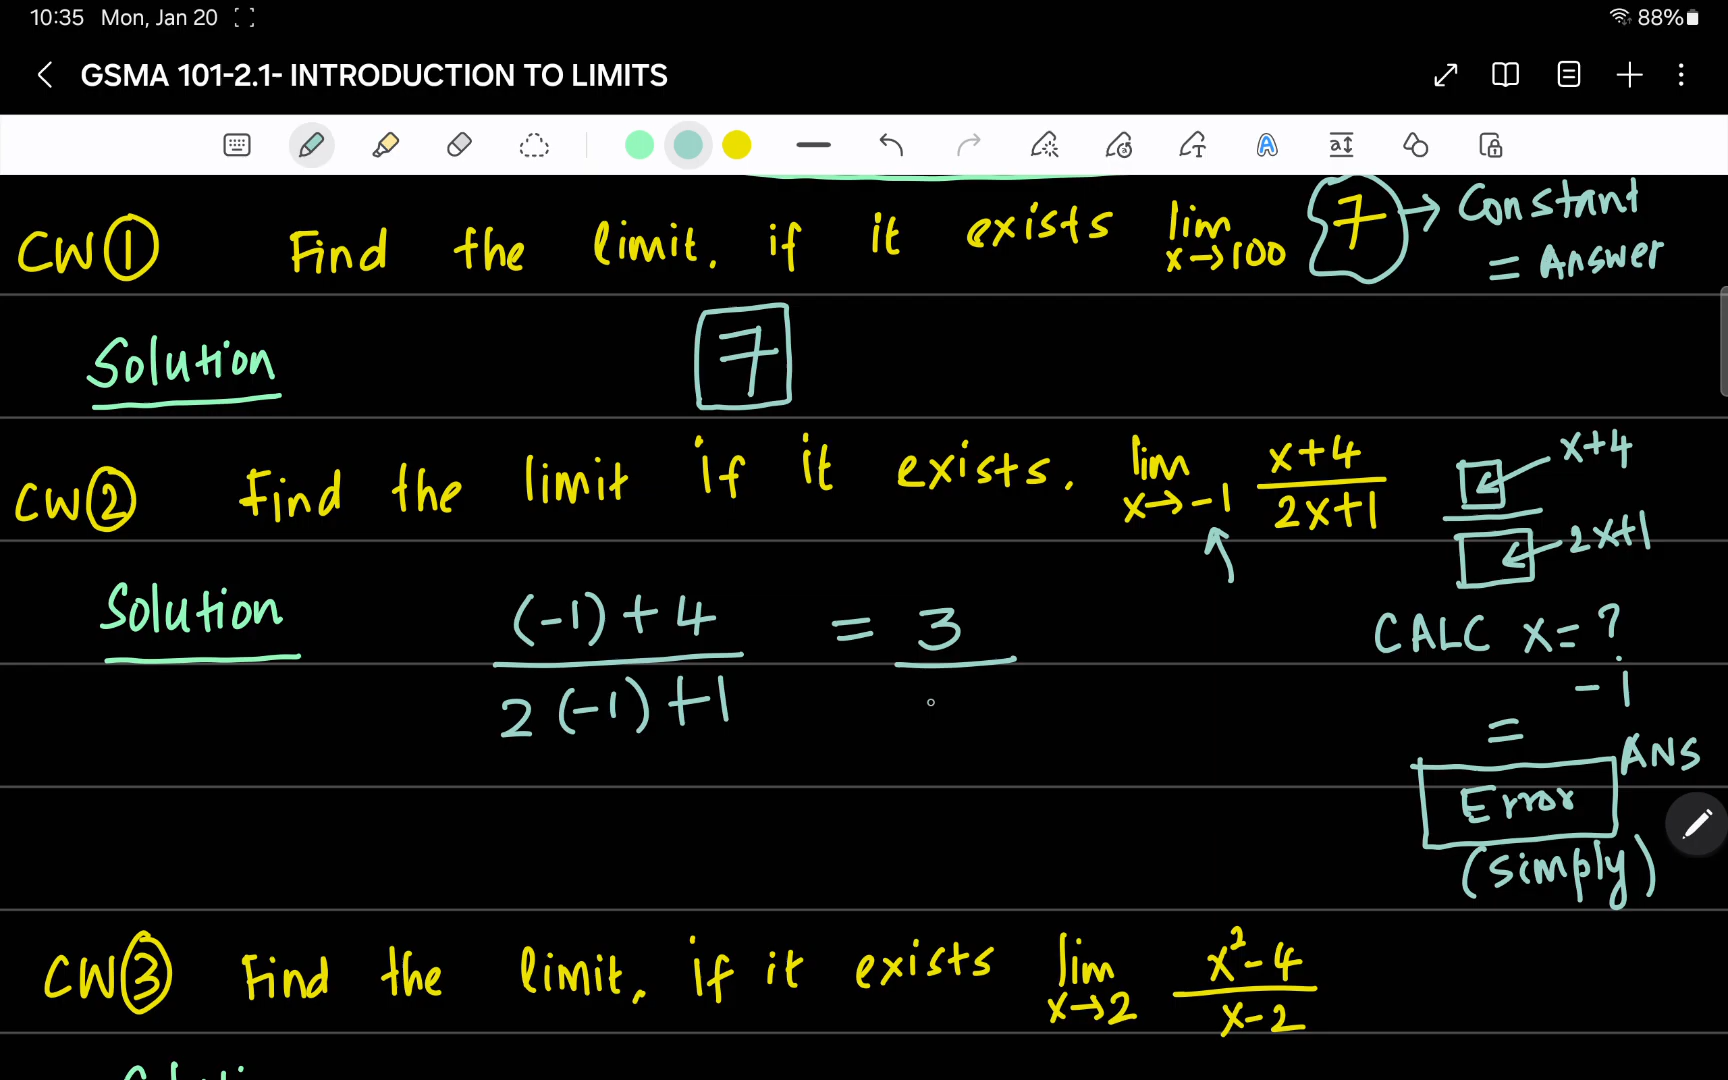 10:35 Mon, Jan 20 88%
GSMA 101-2.1- INTRODUCTION TO LIMITS
CW① Find the limit, if it exists lim x→100 7 → Constant
= Answer
Solution 7
CW② Find the limit if it exists. lim x→-1 (x+4)/(2x+1)
x+4
2x+1
Solution ((-1)+4)/(2(-1)+1) = 3
CALC x=?
-1
= ANS
Error
(simply)
CW③ Find the limit, if it exists lim x→2 (x²-4)/(x-2)